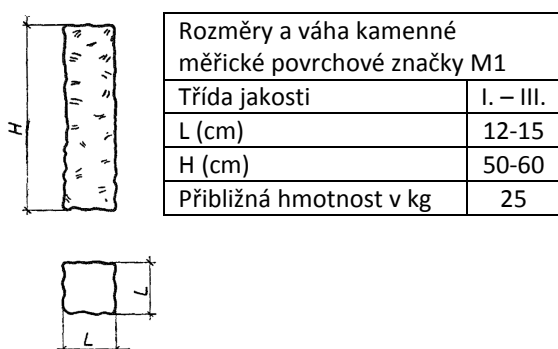 Rozměry a váha kamenné
měřické povrchové značky M1
Třída jakosti I. – III.
L (cm) 12-15
H (cm) 50-60
Přibližná hmotnost v kg 25
H
L
L